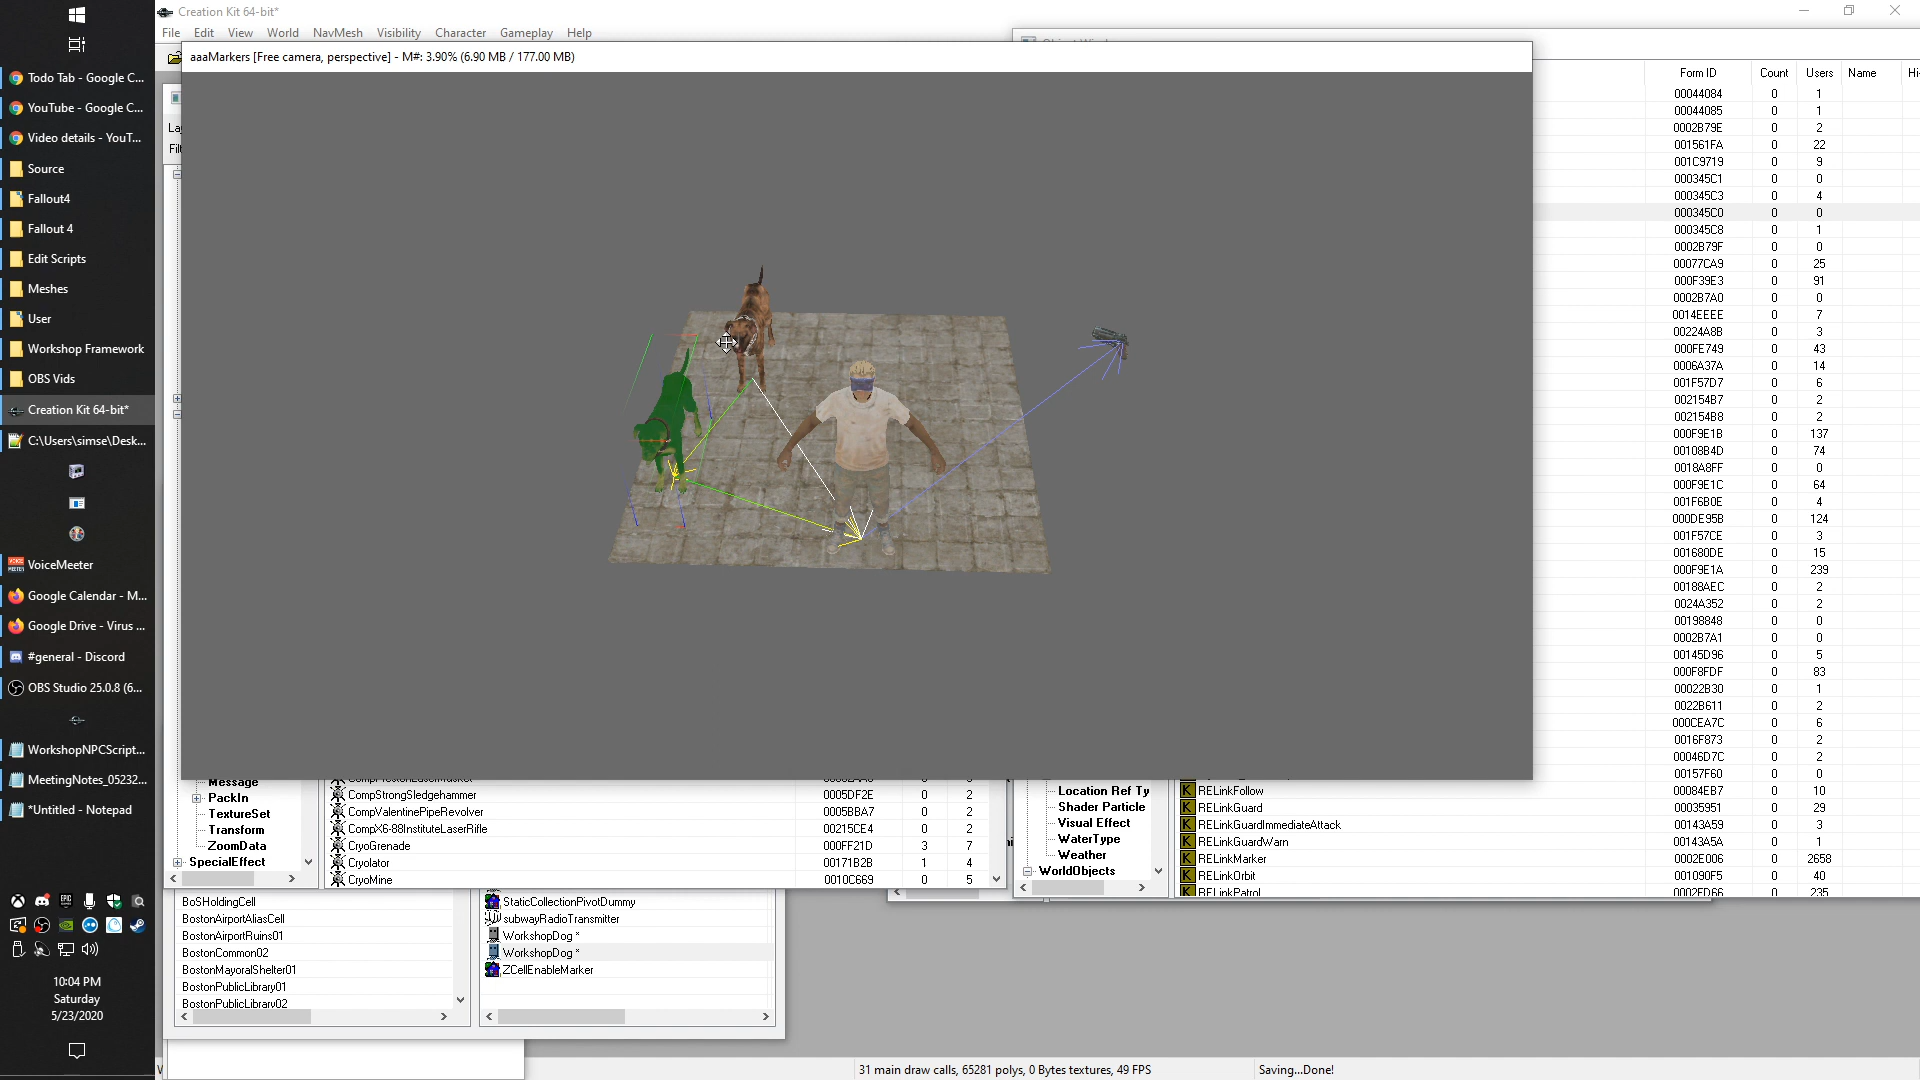 Creation Kit 64-bit*
File Edit View World NavMesh Visibility Character Gameplay Help
aaaMarkers [Free camera, perspective] - M#: 3.90% (6.90 MB / 177.00 MB)
Todo Tab - Google C...
YouTube - Google C...
Video details - YouT...
Source
Fallout4
Fallout 4
Edit Scripts
Meshes
User
Workshop Framework
OBS Vids
Creation Kit 64-bit*
C:\Users\simse\Desk...
VoiceMeeter
Google Calendar - M...
Google Drive - Virus ...
#general - Discord
OBS Studio 25.0.8 (6...
WorkshopNPCScript...
MeetingNotes_05232...
*Untitled - Notepad
10:04 PM
Saturday
5/23/2020
Form ID Count Users Name
00044084 0 1
00044085 0 1
0002B79E 0 2
001561FA 0 22
001C9719 0 9
000345C1 0 0
000345C3 0 4
000345C0 0 0
000345C8 0 1
0002B79F 0 0
00077CA9 0 25
000F39E3 0 91
0002B7A0 0 0
0014EEEE 0 7
00224A8B 0 3
000FE749 0 43
0006A37A 0 14
001F57D7 0 6
002154B7 0 2
002154B8 0 2
000F9E1B 0 137
00108B4D 0 74
0018A8FF 0 0
000F9E1C 0 64
001F6B0E 0 4
000DE95B 0 124
001F57CE 0 3
001680DE 0 15
000F9E1A 0 239
00188AEC 0 2
0024A352 0 2
00198848 0 0
0002B7A1 0 0
00145D96 0 5
000F8FDF 0 83
00022B30 0 1
0022B611 0 2
000CEA7C 0 6
0016F873 0 2
00046D7C 0 2
00157F60 0 0
00084EB7 0 10
00035951 0 29
00143A59 0 3
00143A5A 0 1
0002E006 0 2658
001090F5 0 40
0002FD66 0 235
Message
PackIn
TextureSet
Transform
ZoomData
SpecialEffect
CompStrongSledgehammer 0005DF2E 0 2
CompValentinePipeRevolver 0005BBA7 0 2
CompX6-88InstituteLaserRifle 00215CE4 0 2
CryoGrenade 000FF21D 3 7
Cryolator 00171B2B 1 4
CryoMine 0010C669 0 5
Location Ref Ty
Shader Particle
Visual Effect
WaterType
Weather
WorldObjects
RELinkFollow
RELinkGuard
RELinkGuardImmediateAttack
RELinkGuardWarn
RELinkMarker
RELinkOrbit
RELinkPatrol
BoSHoldingCell
BostonAirportAliasCell
BostonAirportRuins01
BostonCommon02
BostonMayoralShelter01
BostonPublicLibrary01
BostonPublicLibrary02
StaticCollectionPivotDummy
subwayRadioTransmitter
WorkshopDog *
WorkshopDog *
ZCellEnableMarker
31 main draw calls, 65281 polys, 0 Bytes textures, 49 FPS
Saving...Done!